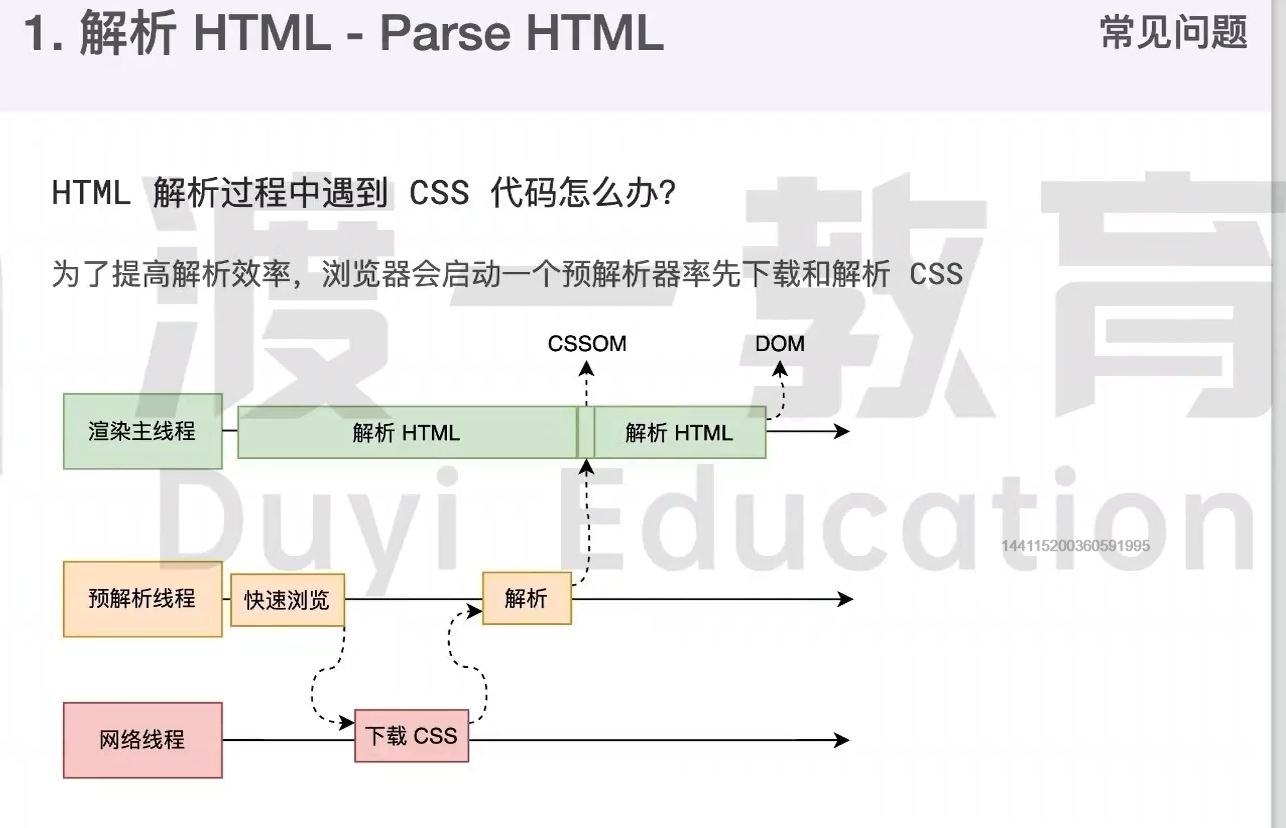 1. 解析 HTML - Parse HTML
常见问题
HTML 解析过程中遇到 CSS 代码怎么办?
为了提高解析效率，浏览器会启动一个预解析器率先下载和解析 CSS
CSSOM
DOM
渲染主线程
解析 HTML
解析 HTML
渡一教育
Duyi Education
144115200360591995
预解析线程
快速浏览
解析
网络线程
下载 CSS